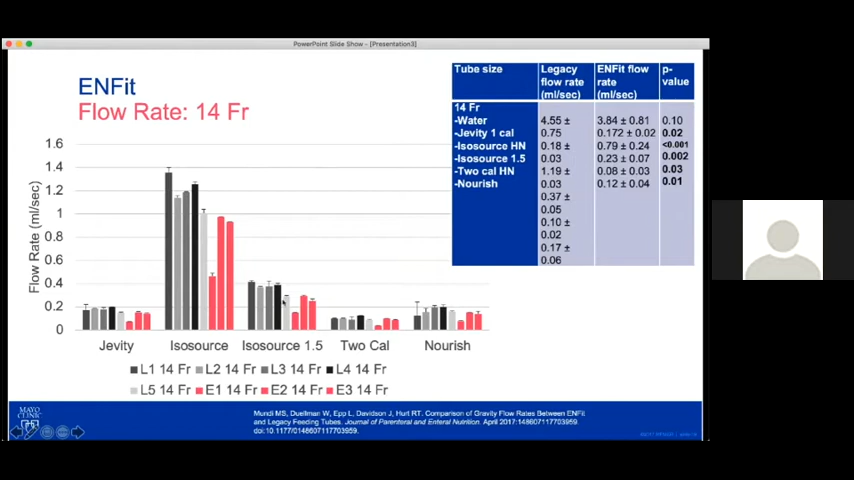 PowerPoint Slide Show - [Presentation3]
ENFit
Flow Rate: 14 Fr
Tube size
Legacy flow rate (ml/sec)
ENFit flow rate (ml/sec)
p-value
14 Fr
-Water
-Jevity 1 cal
-Isosource HN
-Isosource 1.5
-Two cal HN
-Nourish
4.55 ±
0.75
0.18 ±
0.03
1.19 ±
0.03
0.37 ±
0.05
0.10 ±
0.02
0.17 ±
0.06
3.84 ± 0.81
0.172 ± 0.02
0.79 ± 0.24
0.23 ± 0.07
0.08 ± 0.03
0.12 ± 0.04
0.10
0.02
<0.001
0.002
0.03
0.01
Flow Rate (ml/sec)
1.6
1.4
1.2
1
0.8
0.6
0.4
0.2
0
Jevity
Isosource
Isosource 1.5
Two Cal
Nourish
L1 14 Fr
L2 14 Fr
L3 14 Fr
L4 14 Fr
L5 14 Fr
E1 14 Fr
E2 14 Fr
E3 14 Fr
MAYO
CLINIC
Mundi MS, Duellman W, Epp L, Davidson J, Hurt RT. Comparison of Gravity Flow Rates Between ENFit
and Legacy Feeding Tubes. Journal of Parenteral and Enteral Nutrition. April 2017:148607117703959.
doi:10.1177/0148607117703959.